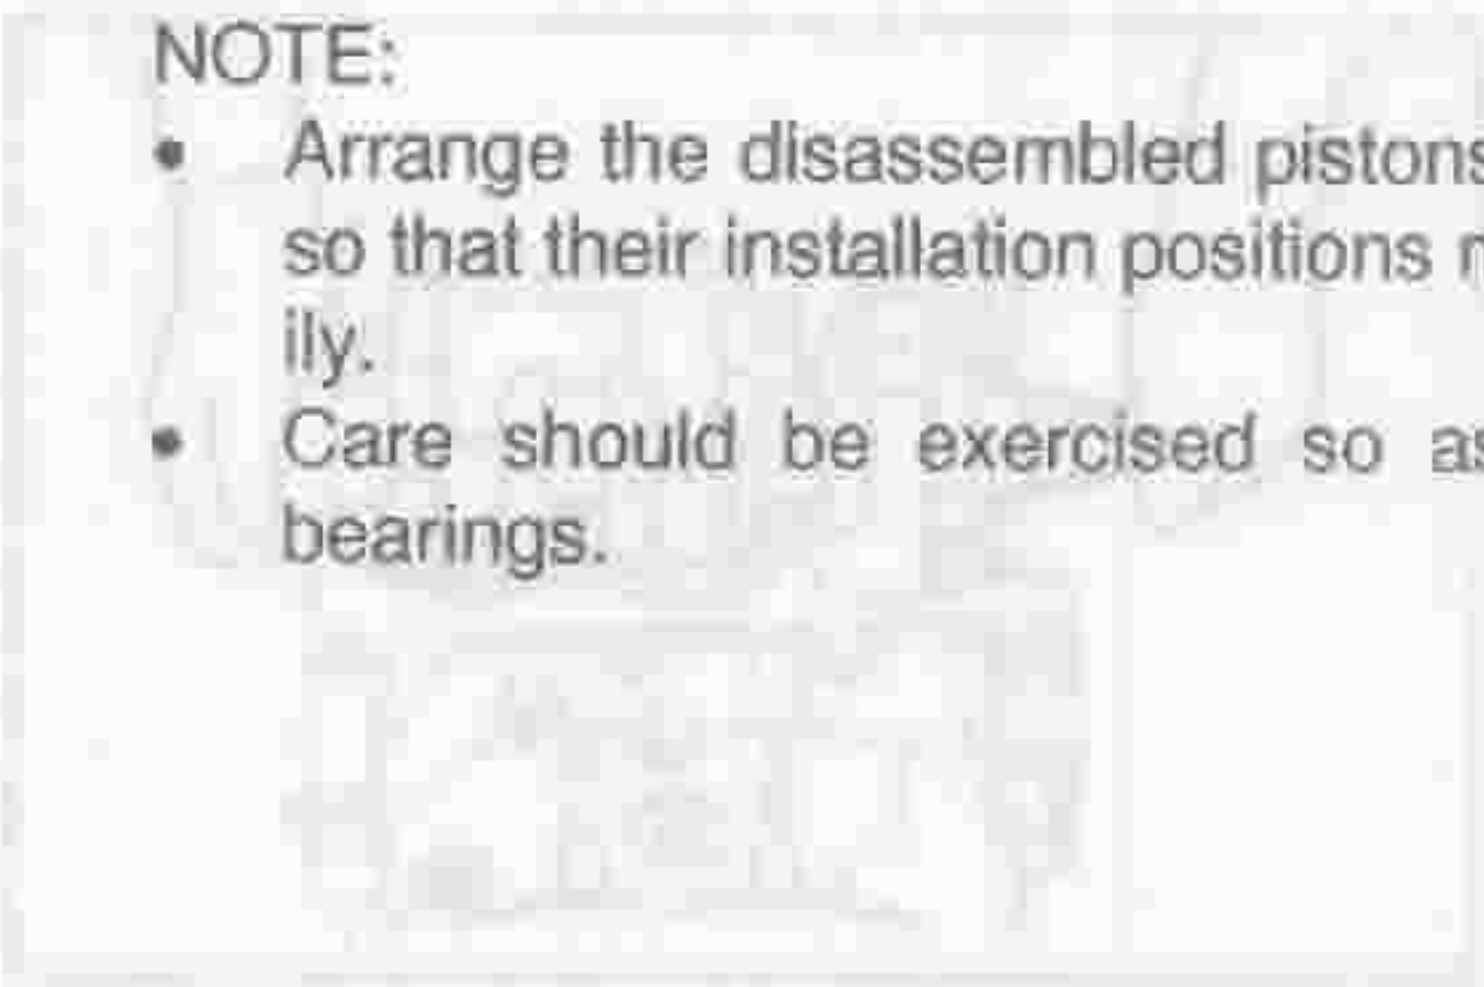 NOTE:
• Arrange the disassembled pistons
so that their installation positions
ily.
• Care should be exercised so as
bearings.